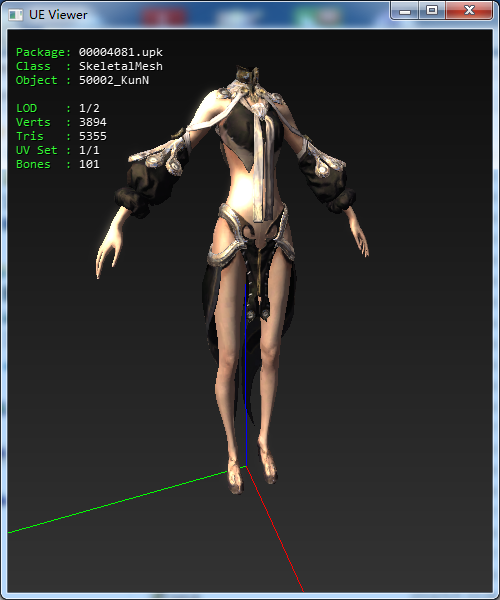 UE Viewer
Package: 00004081.upk
Class : SkeletalMesh
Object : 50002_KunN
LOD : 1/2
Verts : 3894
Tris : 5355
UV Set : 1/1
Bones : 101